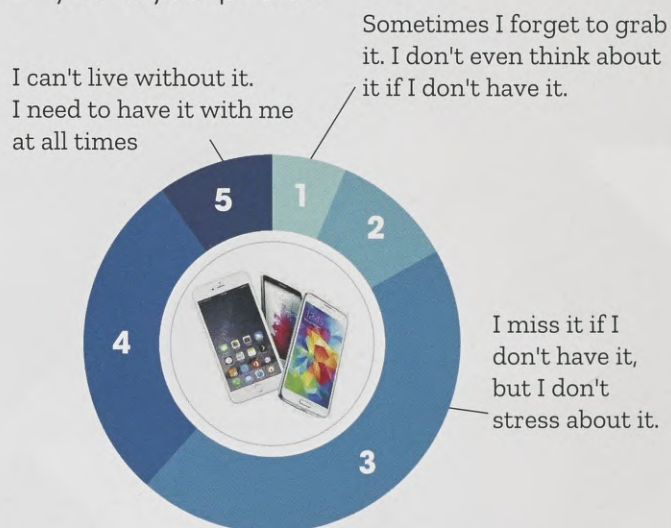 Sometimes I forget to grab
it. I don't even think about
it if I don't have it.
I can't live without it.
I need to have it with me
at all times
5
1
2
4
3
I miss it if I
don't have it,
but I don't
stress about it.